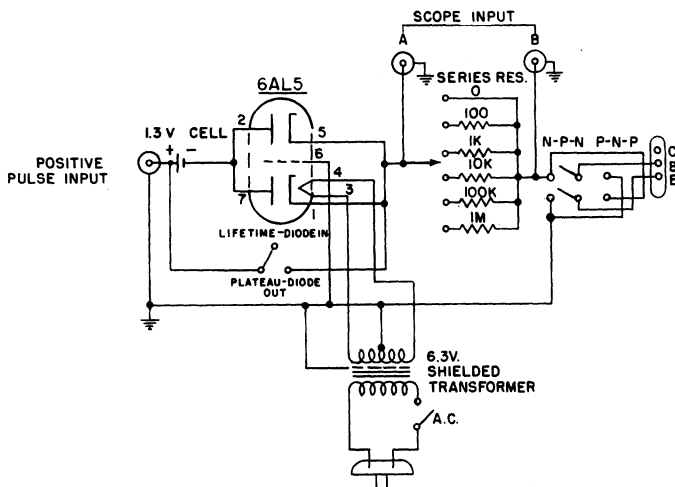 SCOPE INPUT
A
B
6AL5
SERIES RES.
O
100
1K
10K
100K
1M
2
5
6
4
3
7
1
1.3 V CELL
+ -
POSITIVE
PULSE INPUT
N-P-N P-N-P
C
B
E
LIFETIME-DIODE IN
PLATEAU-DIODE
OUT
6.3V.
SHIELDED
TRANSFORMER
A.C.